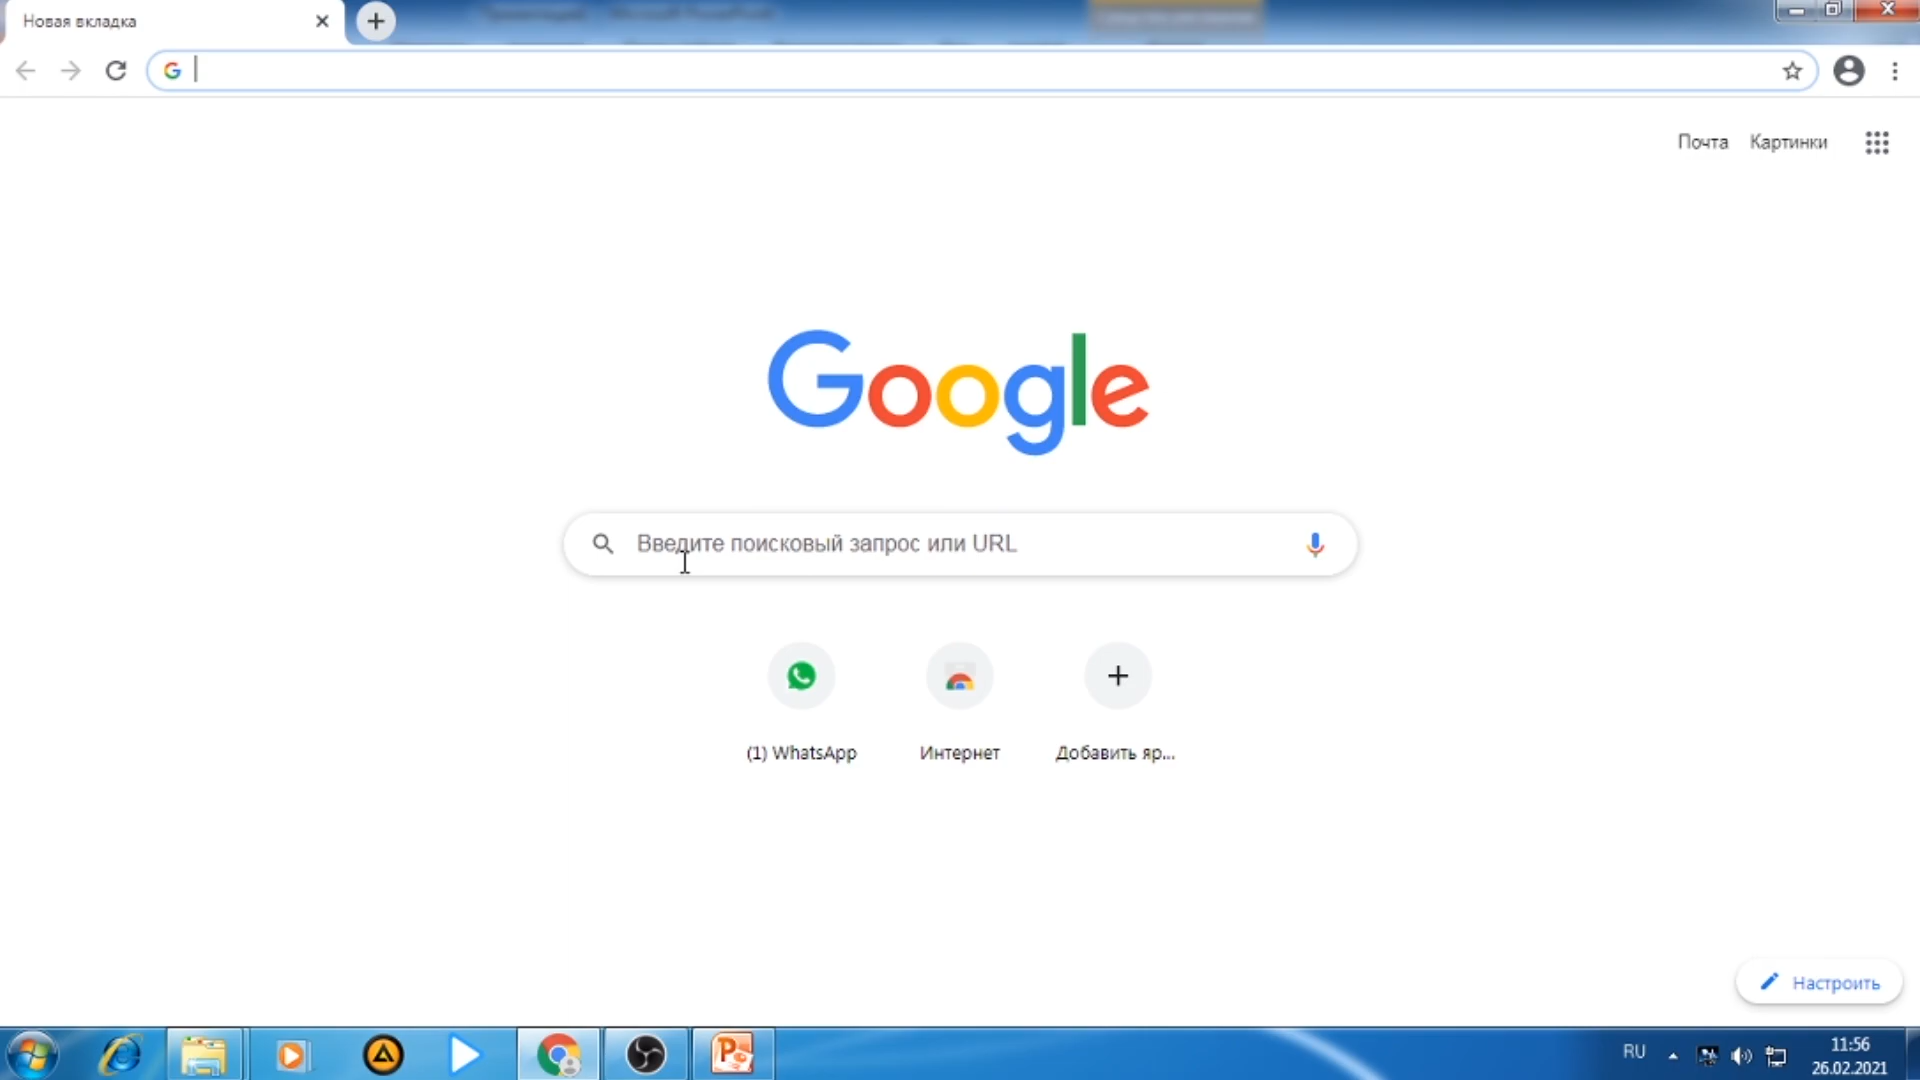 Новая вкладка
Почта Картинки
Google
Введите поисковый запрос или URL
(1) WhatsApp
Интернет
Добавить яр...
Настроить
RU
11:56
26.02.2021